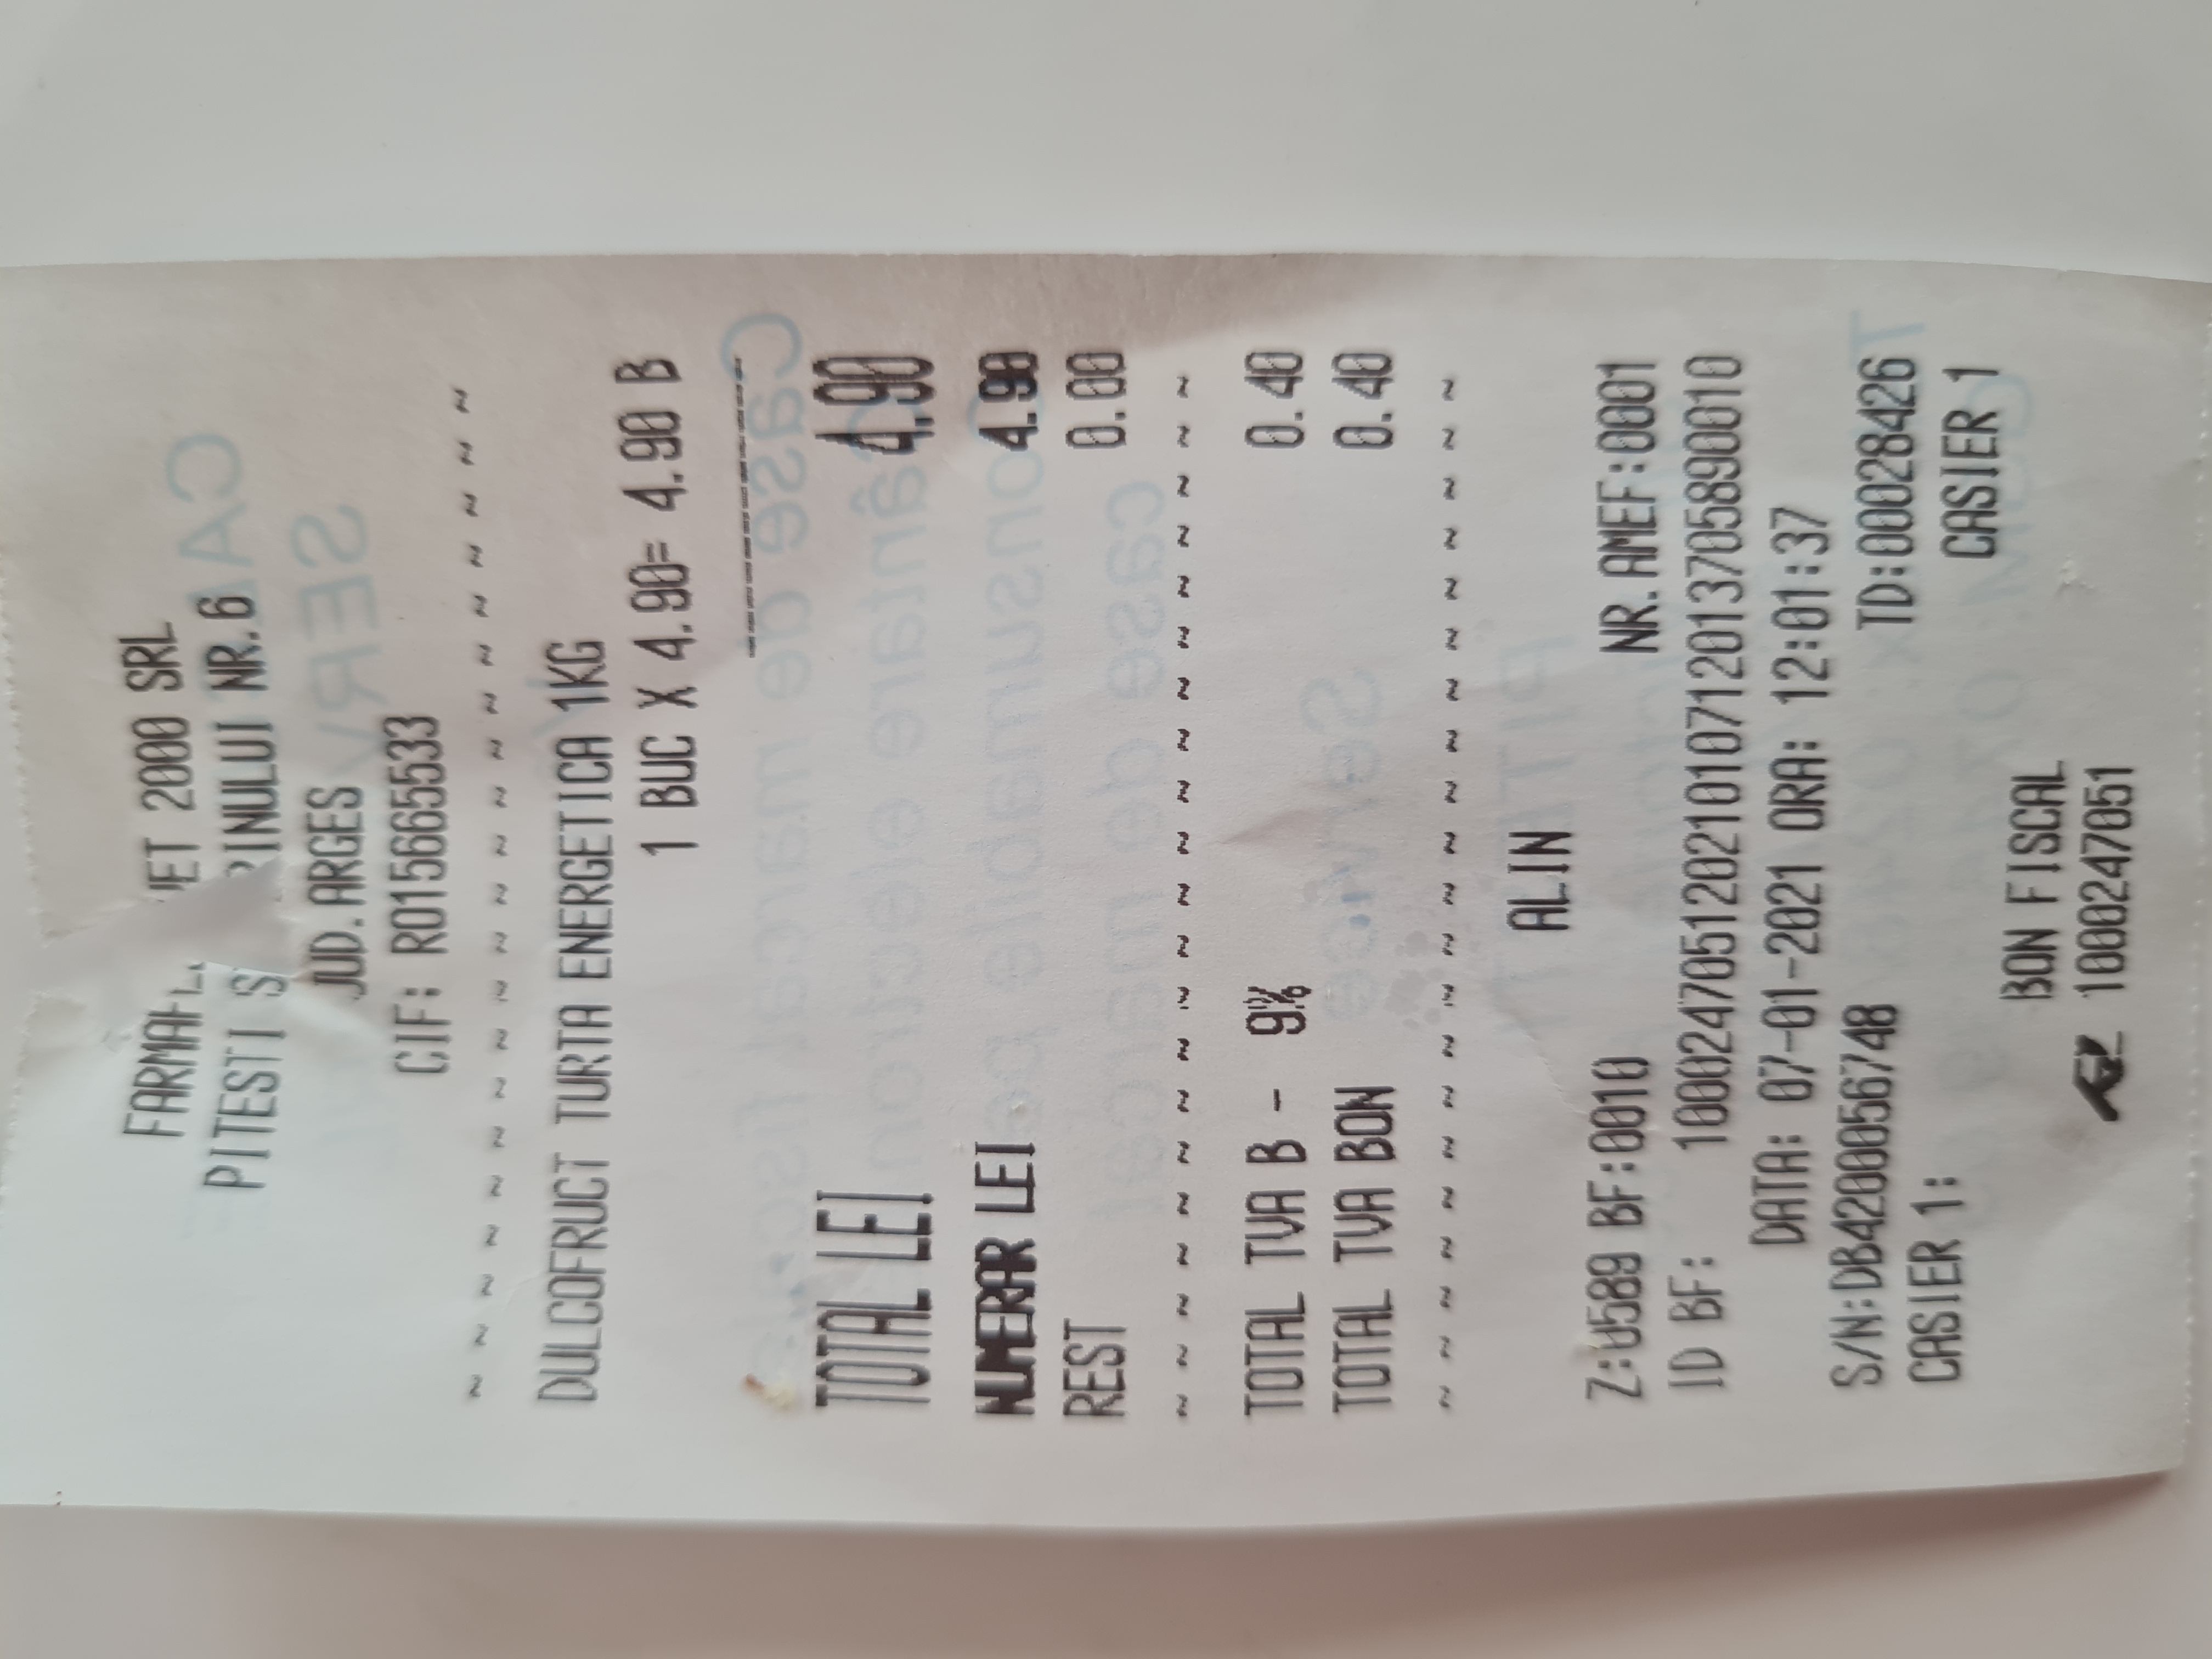 2000 SRL
PITESTI NR.6
JUD.ARGES
CIF: RO15665533
~ ~ ~ ~ ~ ~ ~ ~ ~ ~ ~ ~ ~ ~ ~ ~ ~ ~ ~ ~ ~
DULCOFRUCT TURTA ENERGETICA 1KG
1 BUC X 4.90= 4.90 B
TOTAL LEI 4.90
NUMERAR LEI 4.90
REST 0.00
~ ~ ~ ~ ~ ~ ~ ~ ~ ~ ~ ~ ~ ~ ~ ~ ~ ~ ~ ~ ~
TOTAL TVA B - 9% 0.40
TOTAL TVA BON 0.40
~ ~ ~ ~ ~ ~ ~ ~ ~ ~ ~ ~ ~ ~ ~ ~ ~ ~ ~ ~ ~
ALIN
Z:0589 BF:0010 NR.AMEF:0001
ID BF: 10002470512021010712013705890010
DATA: 07-01-2021 ORA: 12:01:37
S/N:DB4200056748 TD:00028426
CASIER 1: CASIER 1
BON FISCAL
1000247051